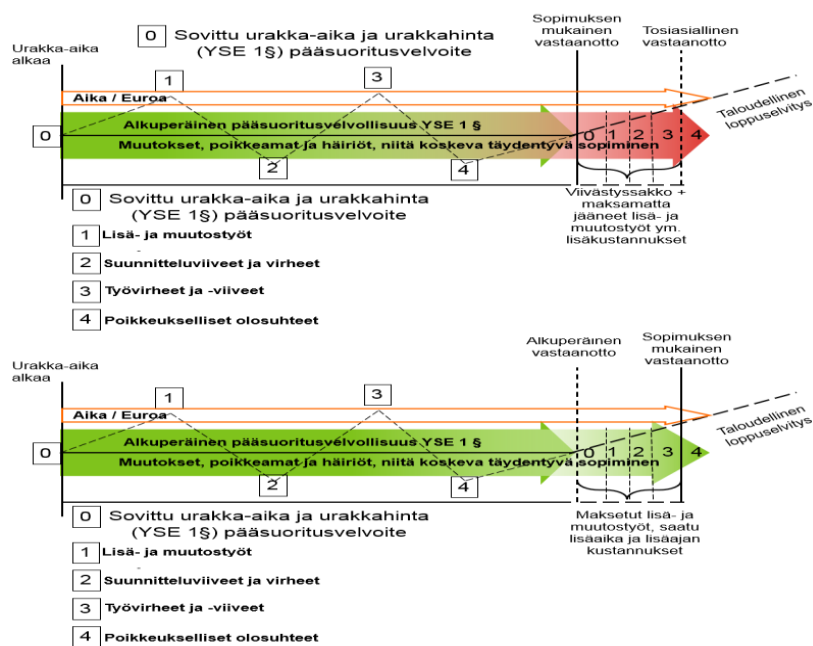 0 Sovittu urakka-aika ja urakkahinta
(YSE 1§) pääsuoritusvelvoite
Sopimuksen
mukainen
vastaanotto
Tosiasiallinen
vastaanotto
Urakka-aika
alkaa
1
3
Aika / Euroa
0
Alkuperäinen pääsuoritusvelvollisuus YSE 1 §
Muutokset, poikkeamat ja häiriöt, niitä koskeva täydentyvä sopiminen
0 1 2 3 4
Taloudellinen
loppuselvitys
2
4
0 Sovittu urakka-aika ja urakkahinta
(YSE 1§) pääsuoritusvelvoite
Viivästyssakko +
maksamatta
jääneet lisä- ja
muutostyöt ym.
lisäkustannukset
1 Lisä- ja muutostyöt
2 Suunnitteluviiveet ja virheet
3 Työvirheet ja -viiveet
4 Poikkeukselliset olosuhteet
Alkuperäinen
vastaanotto
Sopimuksen
mukainen
vastaanotto
Urakka-aika
alkaa
1
3
Aika / Euroa
0
Alkuperäinen pääsuoritusvelvollisuus YSE 1 §
Muutokset, poikkeamat ja häiriöt, niitä koskeva täydentyvä sopiminen
0 1 2 3 4
Taloudellinen
loppuselvitys
2
4
0 Sovittu urakka-aika ja urakkahinta
(YSE 1§) pääsuoritusvelvoite
Maksetut lisä- ja
muutostyöt, saatu
lisäaika ja lisäajan
kustannukset
1 Lisä- ja muutostyöt
2 Suunnitteluviiveet ja virheet
3 Työvirheet ja -viiveet
4 Poikkeukselliset olosuhteet